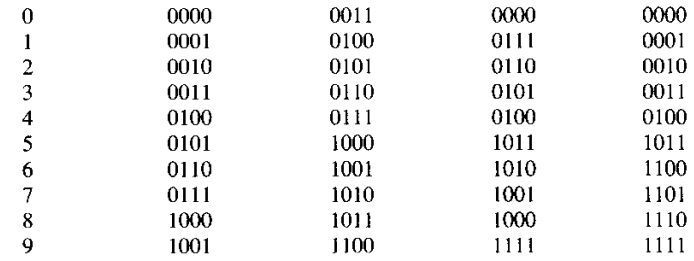 0 0000 0011 0000 0000
1 0001 0100 0111 0001
2 0010 0101 0110 0010
3 0011 0110 0101 0011
4 0100 0111 0100 0100
5 0101 1000 1011 1011
6 0110 1001 1010 1100
7 0111 1010 1001 1101
8 1000 1011 1000 1110
9 1001 1100 1111 1111